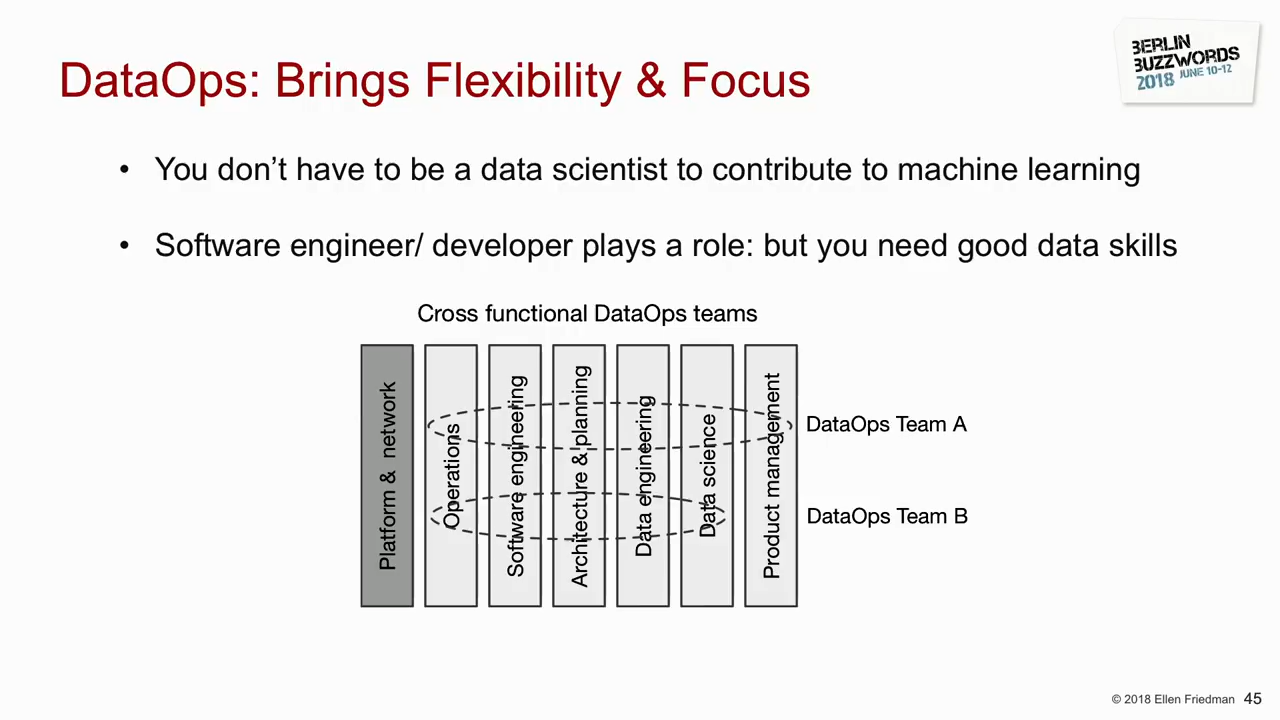 BERLIN
BUZZWORDS
2018 JUNE 10-12
DataOps: Brings Flexibility & Focus
• You don’t have to be a data scientist to contribute to machine learning
• Software engineer/ developer plays a role: but you need good data skills
Cross functional DataOps teams
Platform & network
Operations
Software engineering
Architecture & planning
Data engineering
Data science
Product management
DataOps Team A
DataOps Team B
© 2018 Ellen Friedman 45